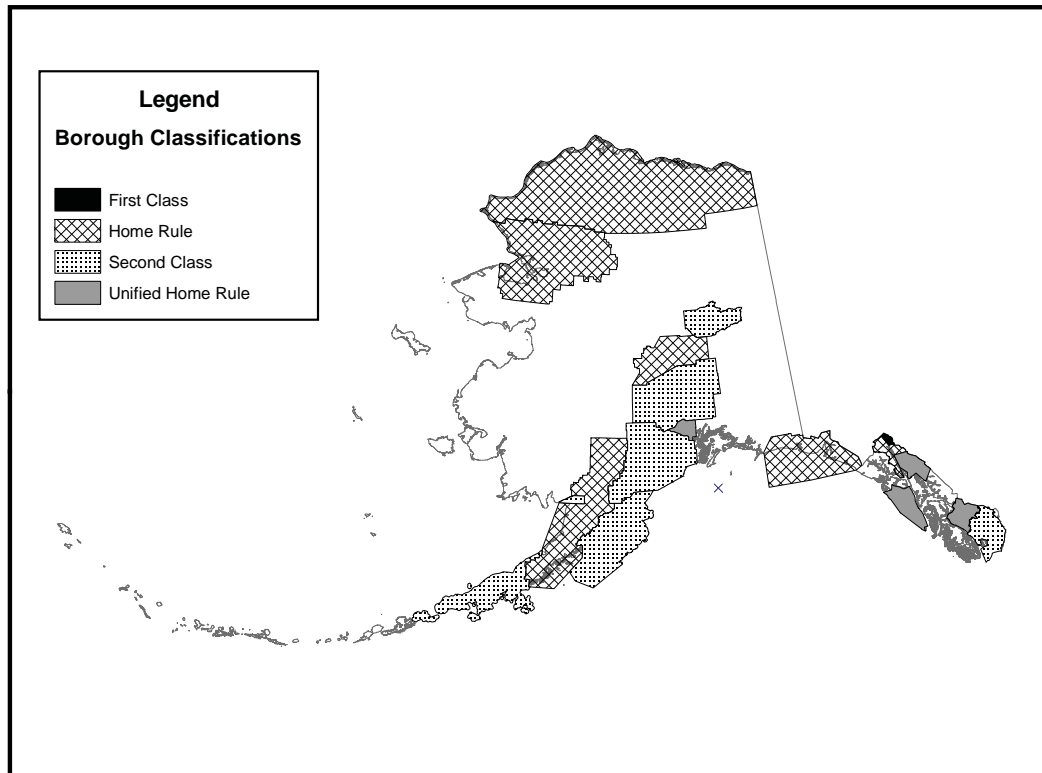 Legend
Borough Classifications
First Class
Home Rule
Second Class
Unified Home Rule